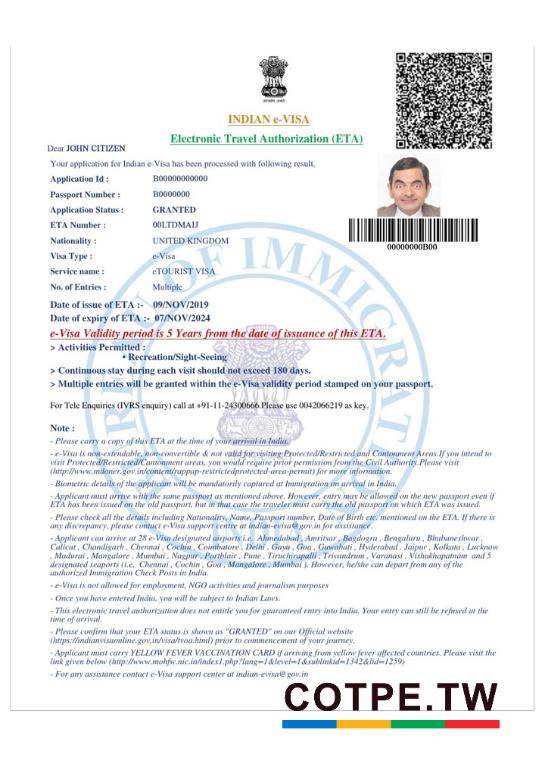 सत्यमेव जयते
INDIAN e-VISA
Electronic Travel Authorization (ETA)
Dear JOHN CITIZEN
Your application for Indian e-Visa has been processed with following result.
Application Id : B00000000000
Passport Number : B0000000
Application Status : GRANTED
ETA Number : 00LTDMAIJ
00000000B00
Nationality : UNITED KINGDOM
Visa Type : e-Visa
Service name : eTOURIST VISA
No. of Entries : Multiple
Date of issue of ETA :- 09/NOV/2019
Date of expiry of ETA :- 07/NOV/2024
e-Visa Validity period is 5 Years from the date of issuance of this ETA.
> Activities Permitted :
• Recreation/Sight-Seeing
> Continuous stay during each visit should not exceed 180 days.
> Multiple entries will be granted within the e-Visa validity period stamped on your passport.
For Tele Enquiries (IVRS enquiry) call at +91-11-24300666.Please use 0042066219 as key.
Note :
- Please carry a copy of this ETA at the time of your arrival in India.
- e-Visa is non-extendable, non-convertible & not valid for visiting Protected/Restricted and Cantonment Areas.If you intend to
visit Protected/Restricted/Cantonment areas, you would require prior permission from the Civil Authority.Please visit
(http://www.mdoner.gov.in/content/rappap-restrictedprotected-area-permit) for more information.
- Biometric details of the applicant will be mandatorily captured at Immigration on arrival in India.
- Applicant must arrive with the same passport as mentioned above. However, entry may be allowed on the new passport even if
ETA has been issued on the old passport, but in that case the traveler must carry the old passport on which ETA was issued.
- Please check all the details including Nationality, Name, Passport number, Date of Birth etc, mentioned on the ETA. If there is
any discrepancy, please contact e-Visa support centre at indian-evisa@gov.in for assistance.
- Applicant can arrive at 28 e-Visa designated airports i.e. Ahmedabad, Amritsar , Bagdogra , Bengaluru , Bhubaneshwar ,
Calicut , Chandigarh , Chennai , Cochin , Coimbatore , Delhi , Gaya , Goa , Guwahati , Hyderabad , Jaipur , Kolkata , Lucknow
, Madurai , Mangalore , Mumbai , Nagpur , Portblair , Pune , Tiruchirapalli , Trivandrum , Varanasi , Vishakhapatnam and 5
designated seaports (i.e. Chennai , Cochin , Goa , Mangalore , Mumbai ). However, he/she can depart from any of the
authorized Immigration Check Posts in India.
- e-Visa is not allowed for employment, NGO activities and journalism purposes
- Once you have entered India, you will be subject to Indian Laws.
- This electronic travel authorization does not entitle you for guaranteed entry into India. Your entry can still be refused at the
time of arrival.
- Please confirm that your ETA status is shown as "GRANTED" on our Official website
(https://indianvisaonline.gov.in/visa/tvoa.html) prior to commencement of your journey.
- Applicant must carry YELLOW FEVER VACCINATION CARD if arriving from yellow fever affected countries. Please visit the
link given below (http://www.mohfw.nic.in/index1.php?lang=1&level=1&sublinkid=1342&lid=1259)
- For any assistance contact e-Visa support center at indian-evisa@gov.in
COTPE.TW